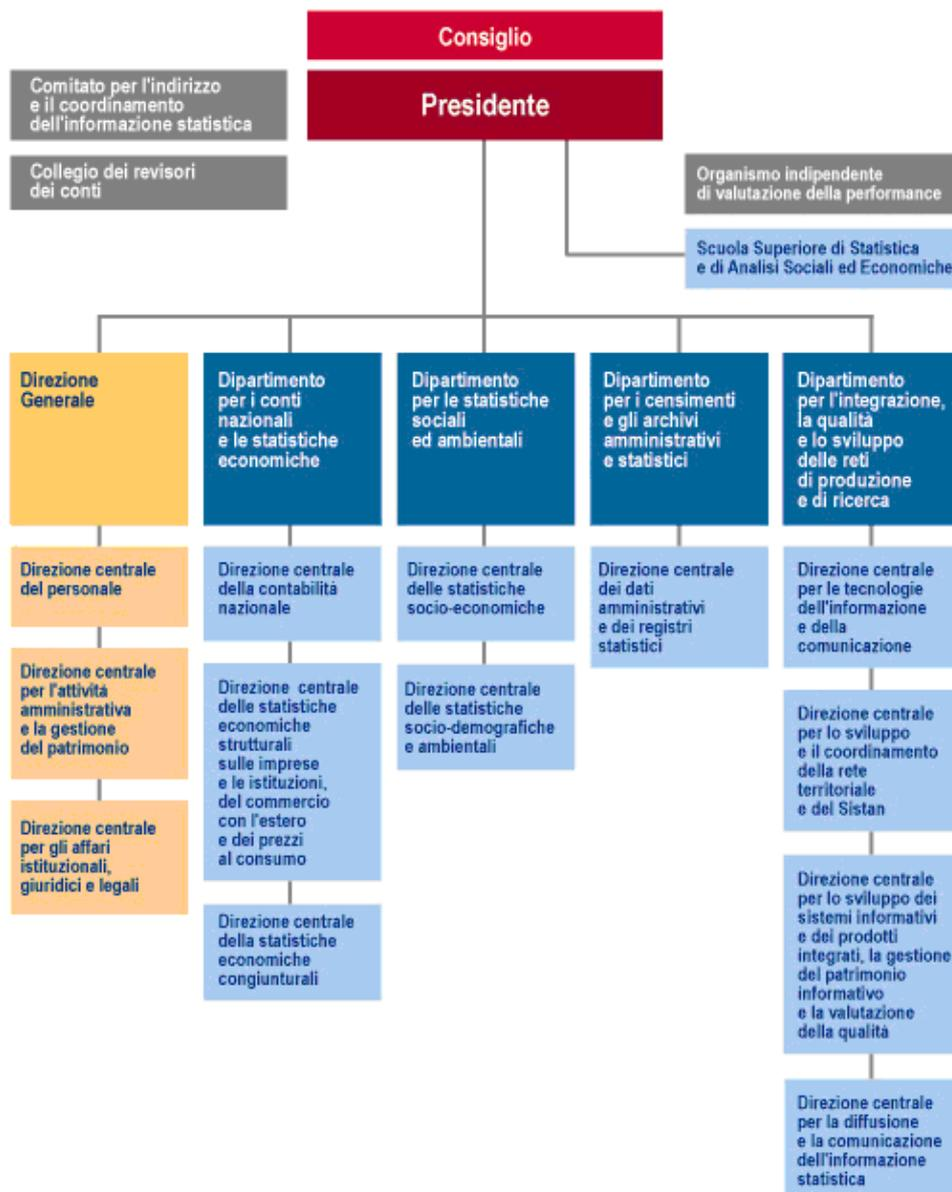 Consiglio
Presidente
Comitato per l'indirizzo
e il coordinamento
dell'informazione statistica
Collegio dei revisori
dei conti
Organismo indipendente
di valutazione della performance
Scuola Superiore di Statistica
e di Analisi Sociali ed Economiche
Direzione
Generale
Direzione centrale
del personale
Direzione centrale
per l'attività
amministrativa
e la gestione
del patrimonio
Direzione centrale
per gli affari
istituzionali,
giuridici e legali
Dipartimento
per i conti
nazionali
e le statistiche
economiche
Direzione centrale
della contabilità
nazionale
Direzione centrale
delle statistiche
economiche
strutturali
sulle imprese
e le istituzioni,
del commercio
con l'estero
e dei prezzi
al consumo
Direzione centrale
della statistiche
economiche
congiunturali
Dipartimento
per le statistiche
sociali
ed ambientali
Direzione centrale
delle statistiche
socio-economiche
Direzione centrale
delle statistiche
socio-demografiche
e ambientali
Dipartimento
per i censimenti
e gli archivi
amministrativi
e statistici
Direzione centrale
dei dati
amministrativi
e dei registri
statistici
Dipartimento
per l'integrazione,
la qualità
e lo sviluppo
delle reti
di produzione
e di ricerca
Direzione centrale
per le tecnologie
dell'informazione
e della
comunicazione
Direzione centrale
per lo sviluppo
e il coordinamento
della rete
territoriale
e del Sistan
Direzione centrale
per lo sviluppo dei
sistemi informativi
e dei prodotti
integrati, la gestione
del patrimonio
informativo
e la valutazione
della qualità
Direzione centrale
per la diffusione
e la comunicazione
dell'informazione
statistica